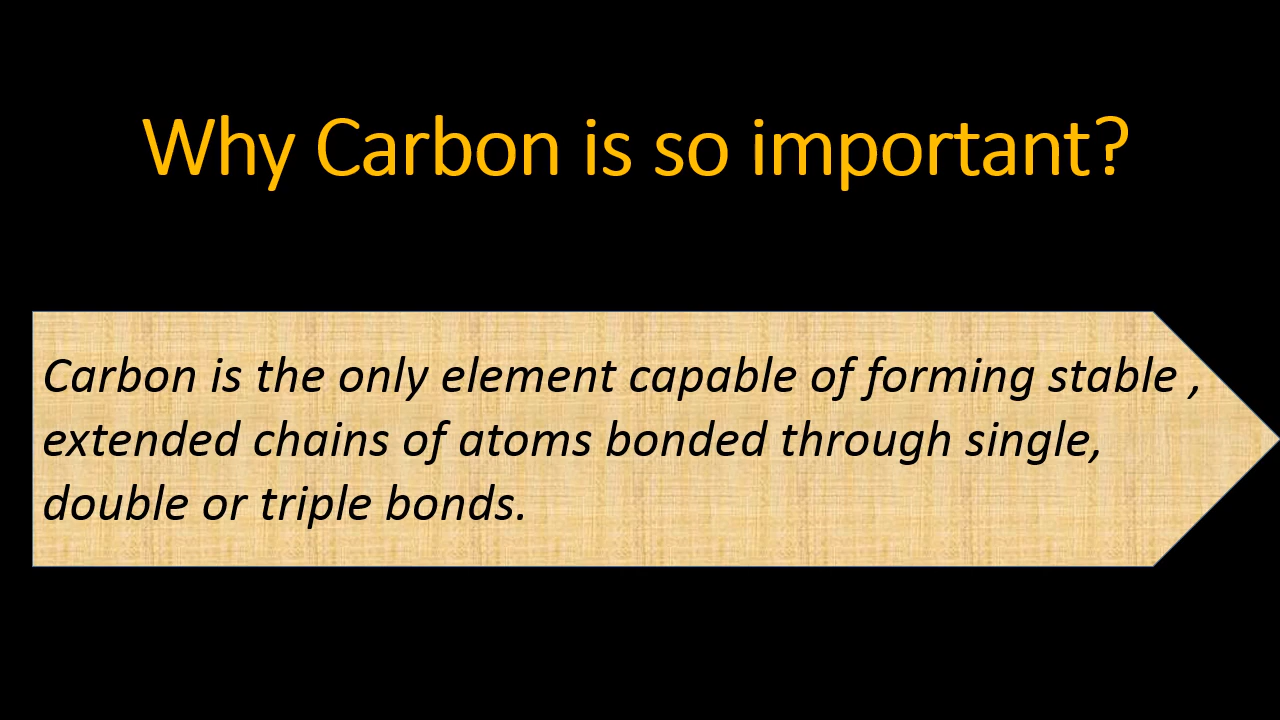 Why Carbon is so important?
Carbon is the only element capable of forming stable ,
extended chains of atoms bonded through single,
double or triple bonds.